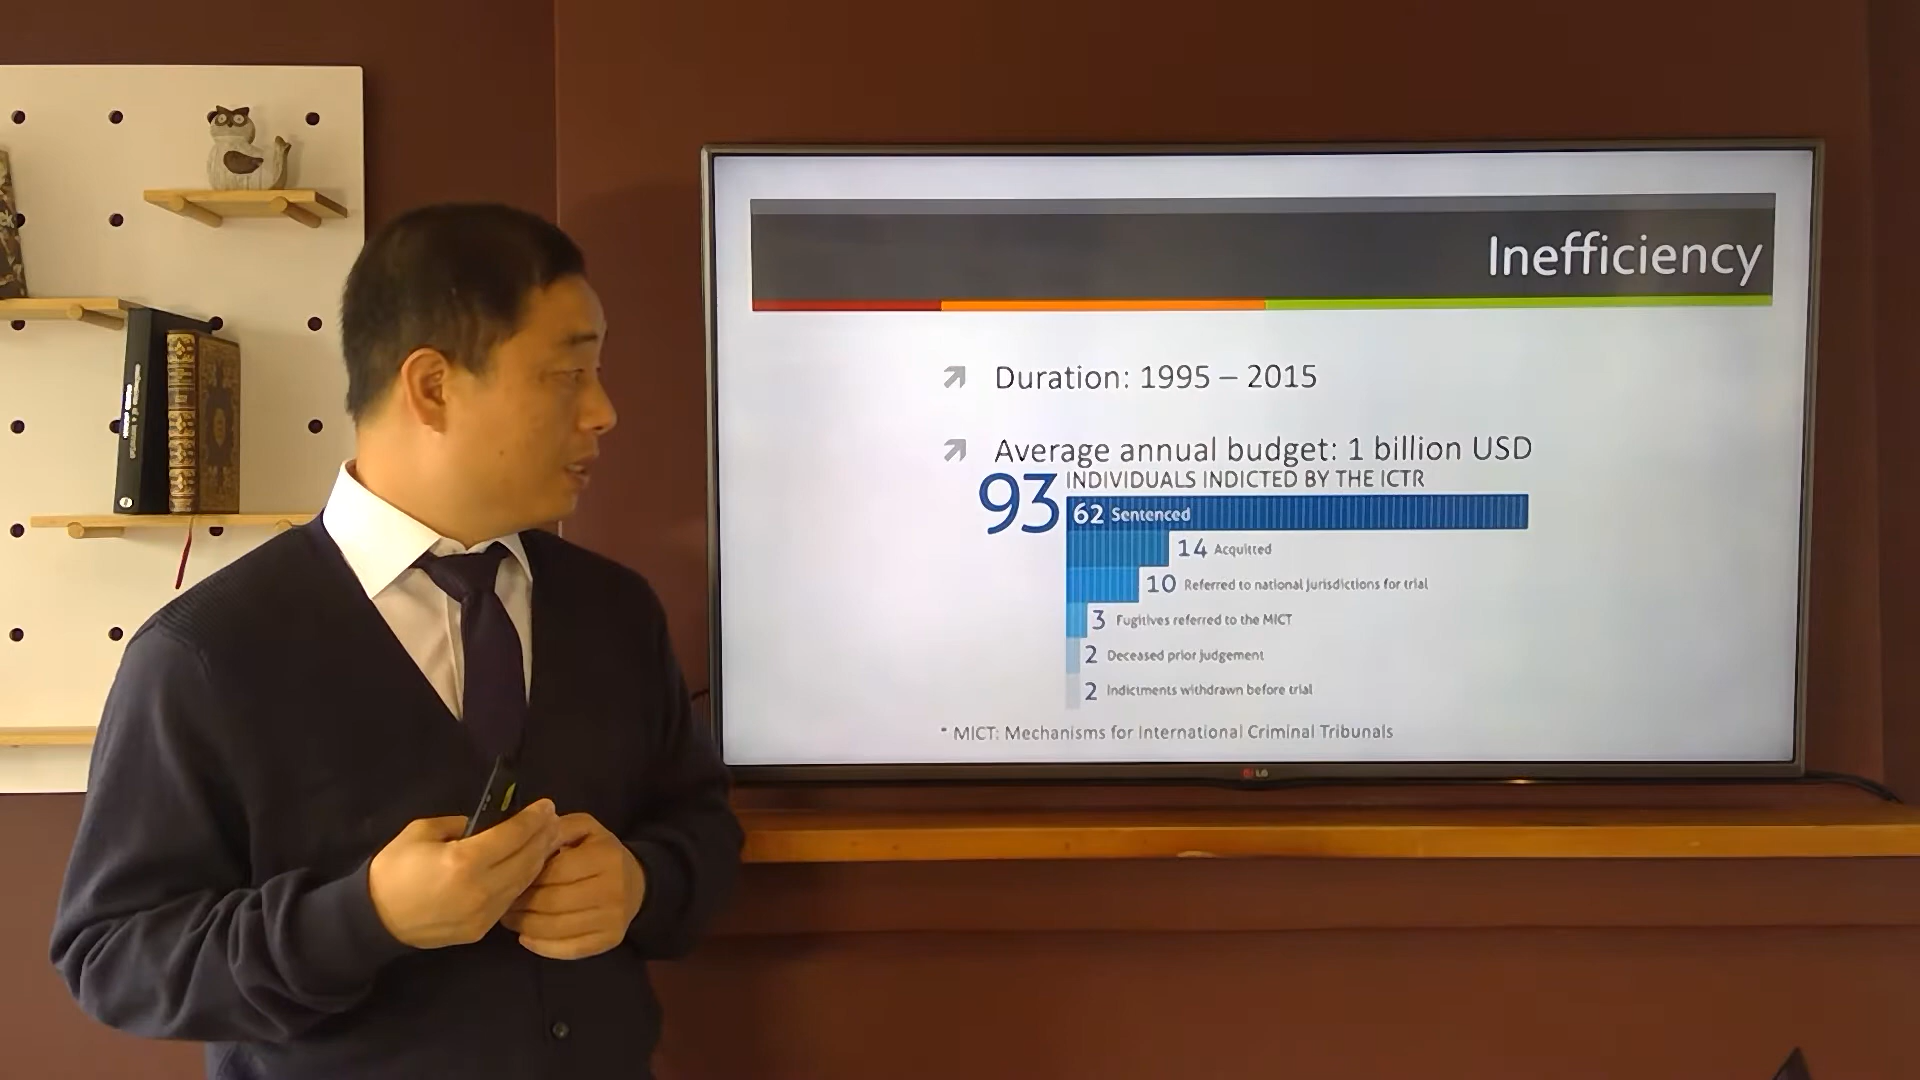 Inefficiency
Duration: 1995 – 2015
Average annual budget: 1 billion USD
93 INDIVIDUALS INDICTED BY THE ICTR
62 Sentenced
14 Acquitted
10 Referred to national jurisdictions for trial
3 Fugitives referred to the MICT
2 Deceased prior judgement
2 Indictments withdrawn before trial
* MICT: Mechanisms for International Criminal Tribunals
LG